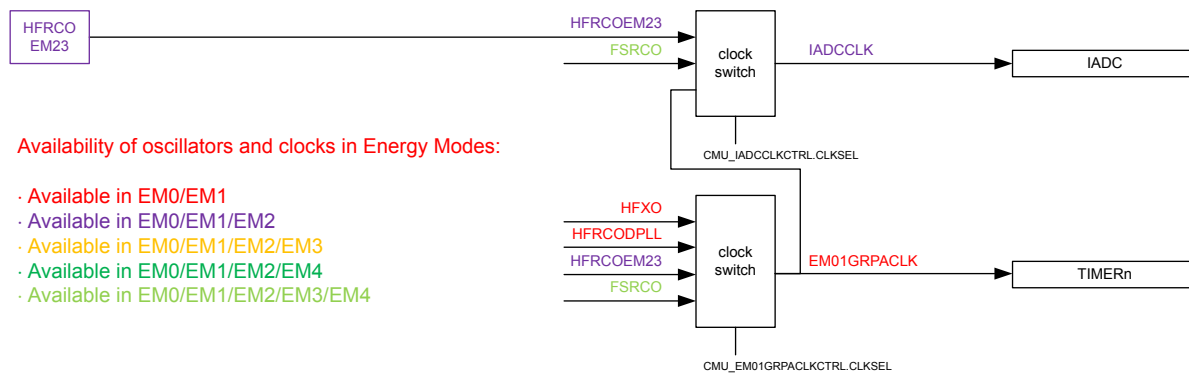 HFRCO
EM23
HFRCOEM23
FSRCO
clock
switch
IADCCLK
IADC
CMU_IADCCLKCTRL.CLKSEL
Availability of oscillators and clocks in Energy Modes:
· Available in EM0/EM1
· Available in EM0/EM1/EM2
· Available in EM0/EM1/EM2/EM3
· Available in EM0/EM1/EM2/EM4
· Available in EM0/EM1/EM2/EM3/EM4
HFXO
HFRCODPLL
HFRCOEM23
FSRCO
clock
switch
EM01GRPACLK
TIMERn
CMU_EM01GRPACLKCTRL.CLKSEL